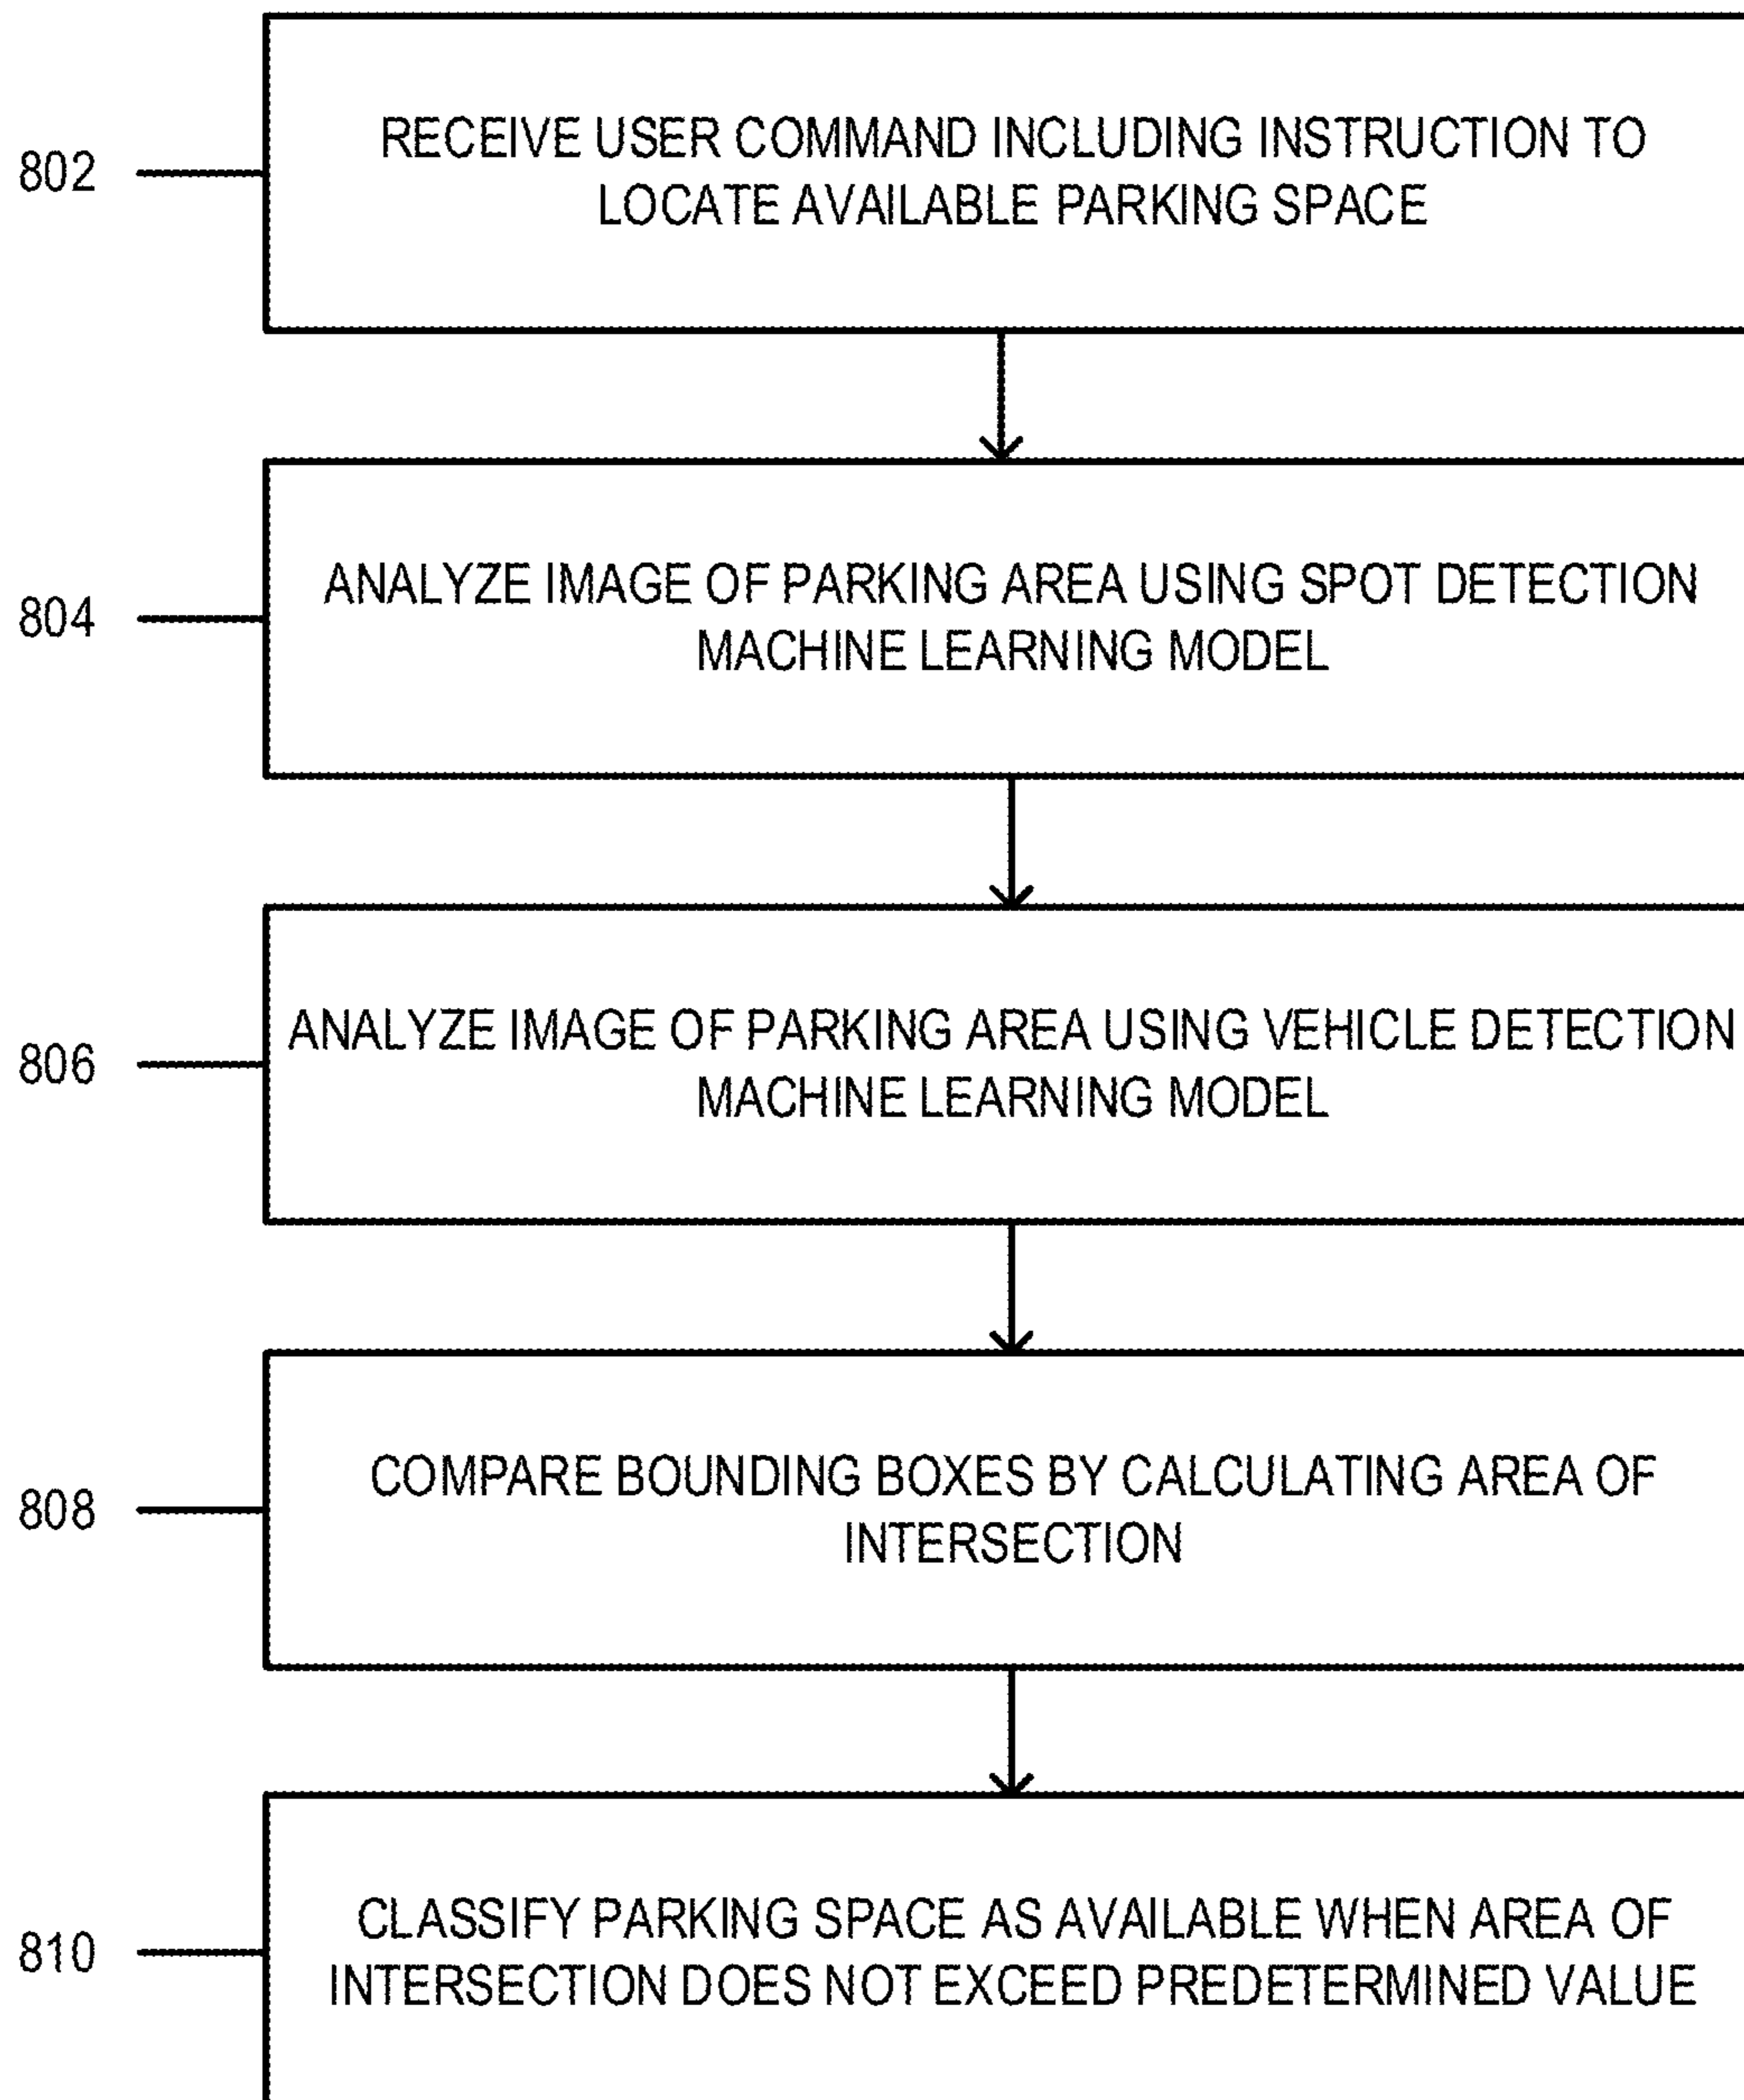 802
RECEIVE USER COMMAND INCLUDING INSTRUCTION TO
LOCATE AVAILABLE PARKING SPACE
804
ANALYZE IMAGE OF PARKING AREA USING SPOT DETECTION
MACHINE LEARNING MODEL
806
ANALYZE IMAGE OF PARKING AREA USING VEHICLE DETECTION
MACHINE LEARNING MODEL
808
COMPARE BOUNDING BOXES BY CALCULATING AREA OF
INTERSECTION
810
CLASSIFY PARKING SPACE AS AVAILABLE WHEN AREA OF
INTERSECTION DOES NOT EXCEED PREDETERMINED VALUE